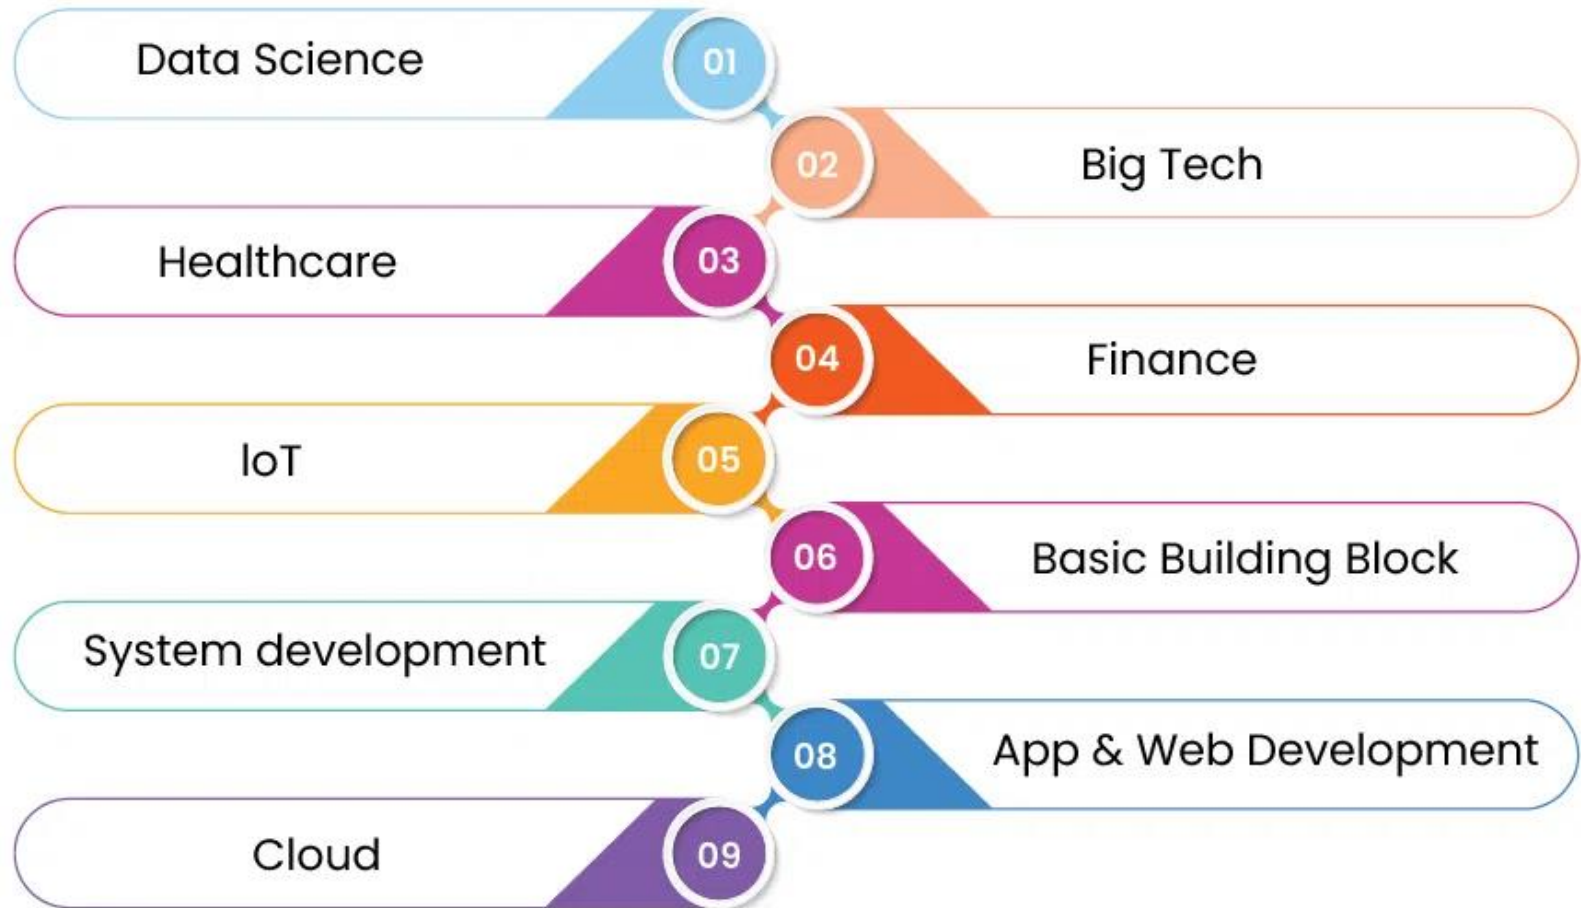 Data Science
01
02
Big Tech
Healthcare
03
04
Finance
IoT
05
06
Basic Building Block
System development
07
08
App & Web Development
Cloud
09